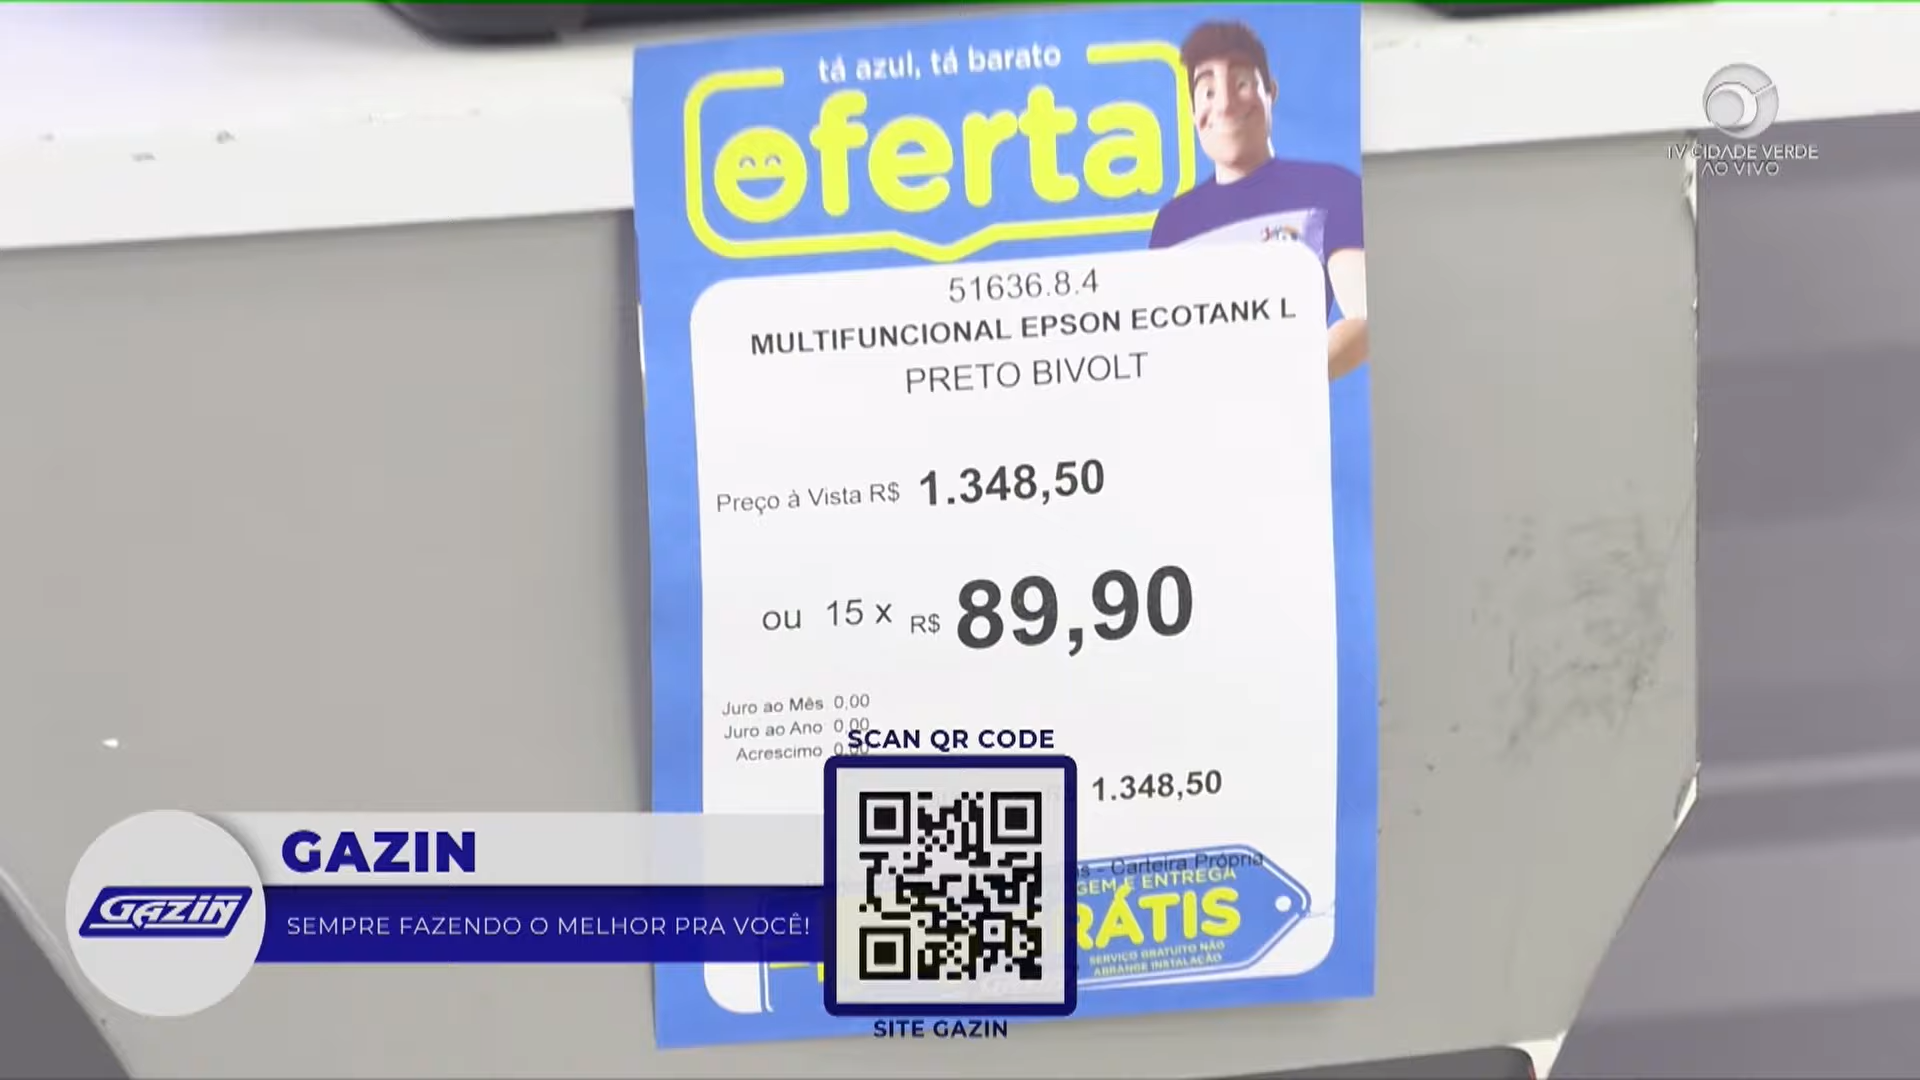 tá azul, tá barato
oferta
TV CIDADE VERDE
AO VIVO
51636.8.4
MULTIFUNCIONAL EPSON ECOTANK L
PRETO BIVOLT
Preço à Vista R$ 1.348,50
ou 15 x R$ 89,90
Juro ao Mês 0,00
Juro ao Ano 0,00
Acrescimo 0,00
SCAN QR CODE
1.348,50
GAZIN
GAZIN
SEMPRE FAZENDO O MELHOR PRA VOCÊ!
- Carteira Própria
E ENTREGA
SERVIÇO GRATUITO NÃO
ABRANGE INSTALAÇÃO
SITE GAZIN